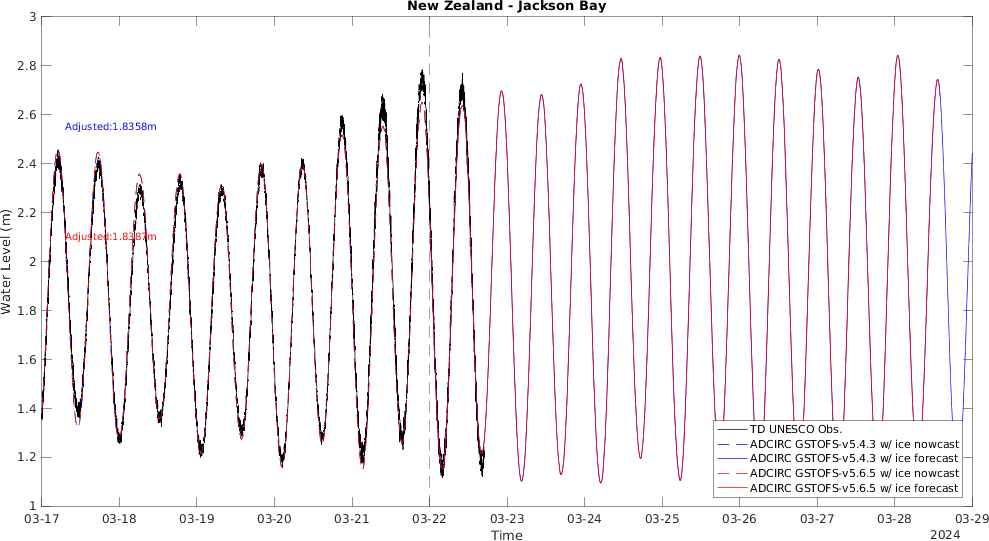 New Zealand - Jackson Bay
3
2.8
2.6
2.4
2.2
2
1.8
1.6
1.4
1.2
1
Water Level (m)
Adjusted:1.8358m
Adjusted:1.8387m
TD UNESCO Obs.
ADCIRC GSTOFS-v5.4.3 w/ ice nowcast
ADCIRC GSTOFS-v5.4.3 w/ ice forecast
ADCIRC GSTOFS-v5.6.5 w/ ice nowcast
ADCIRC GSTOFS-v5.6.5 w/ ice forecast
03-17 03-18 03-19 03-20 03-21 03-22 03-23 03-24 03-25 03-26 03-27 03-28 03-29
Time
2024